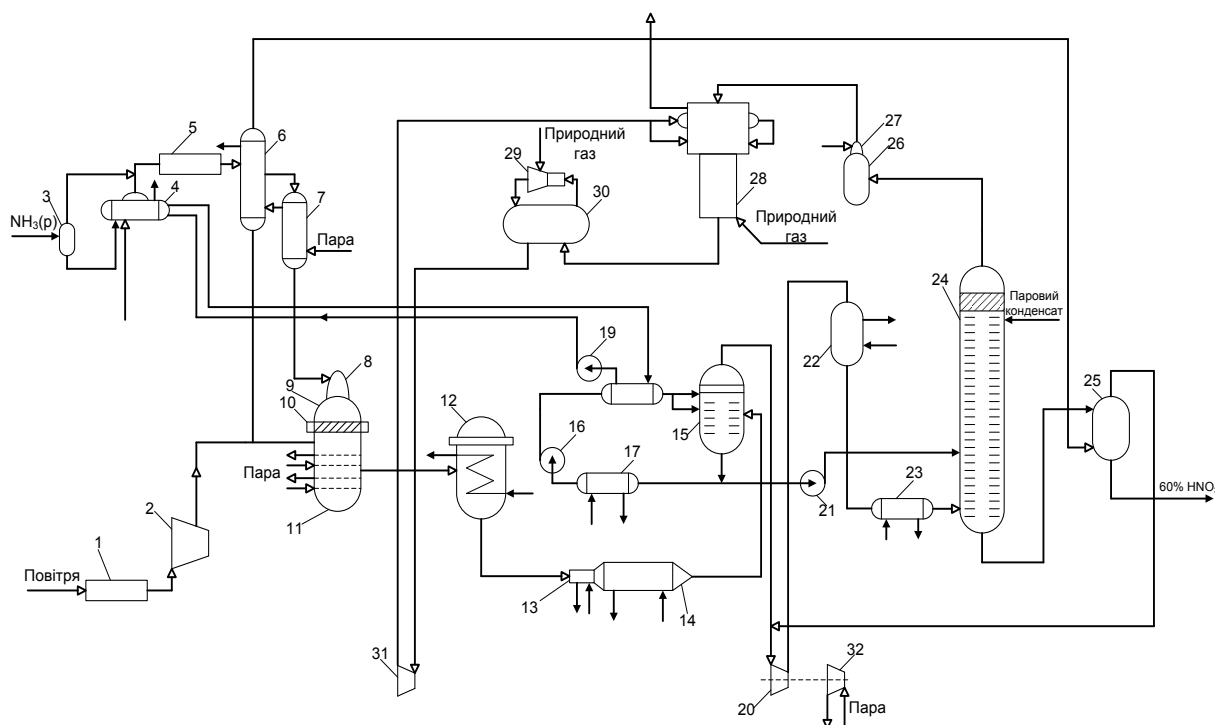 Природний
газ
27
26
5
6
29
30
28
3
4
7
NH₃(р)
Пара
Природний
газ
24
Паровий
конденсат
8
9
10
19
22
25
12
15
16
Пара
17
23
60% HNO
21
11
2
1
Повітря
13
14
31
32
20
Пара